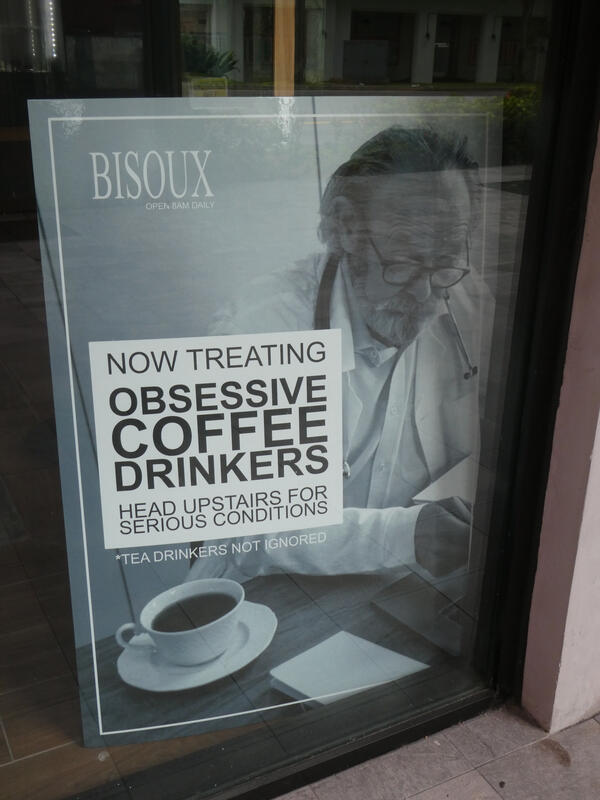 BISOUX
OPEN 8AM DAILY
NOW TREATING
OBSESSIVE
COFFEE
DRINKERS
HEAD UPSTAIRS FOR
SERIOUS CONDITIONS
*TEA DRINKERS NOT IGNORED